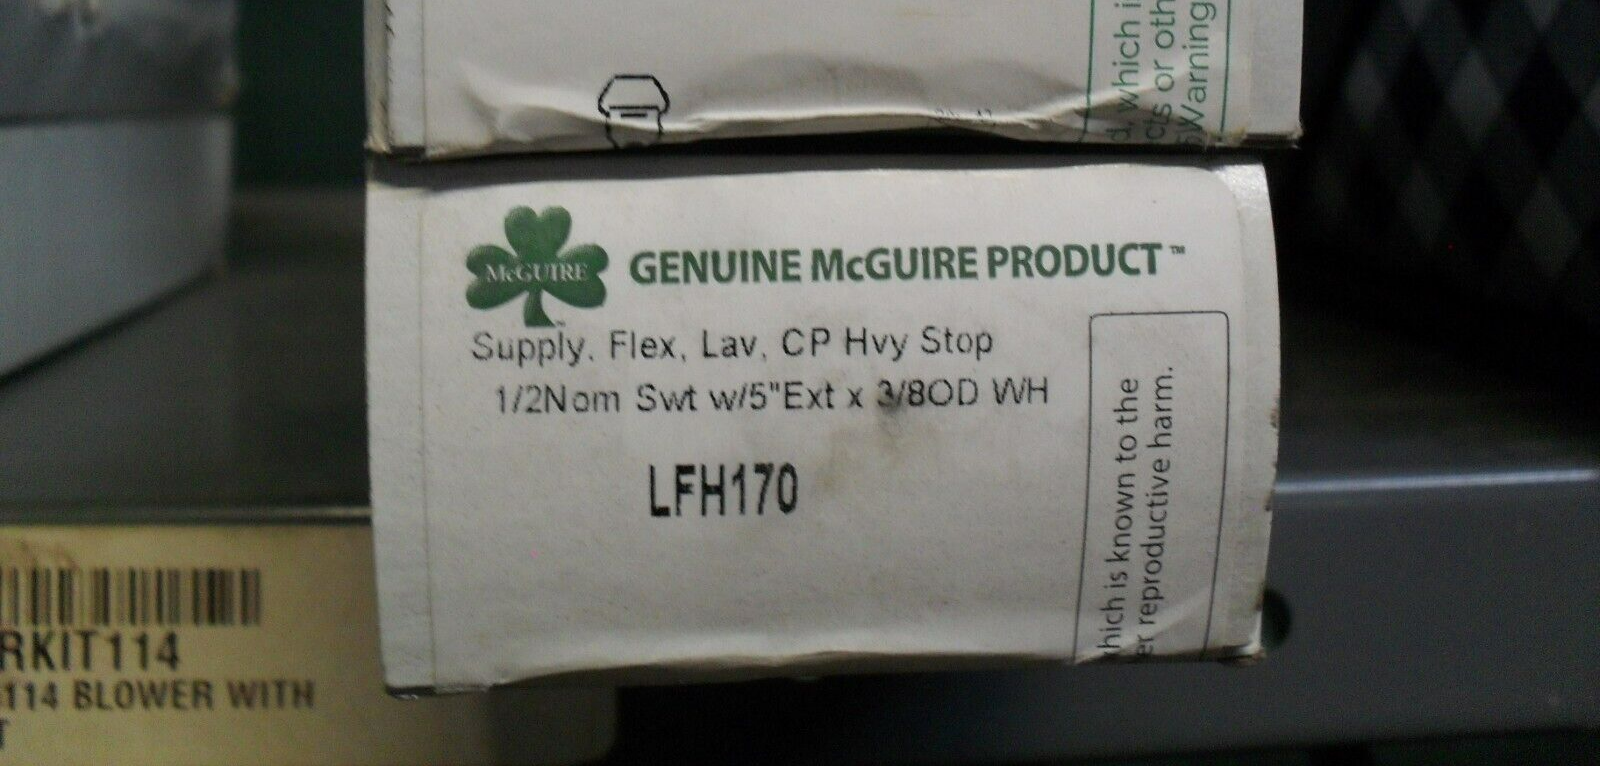 d, which i
cts or oth
Warning
McGUIRE
GENUINE McGUIRE PRODUCT™
Supply, Flex, Lav, CP Hvy Stop
1/2Nom Swt w/5"Ext x 3/8OD WH
LFH170
which is known to the
er reproductive harm.
RKIT114
114 BLOWER WITH
T